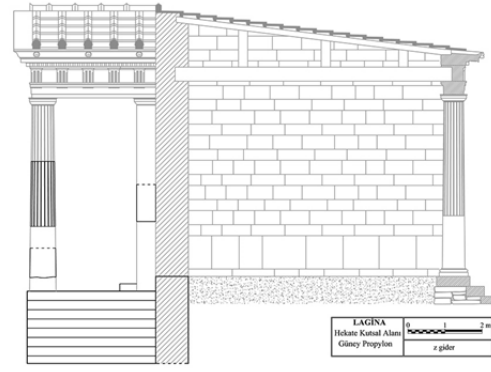 LAGİNA
Hekate Kutsal Alanı
Güney Propylon
0 1 2 m
z gider